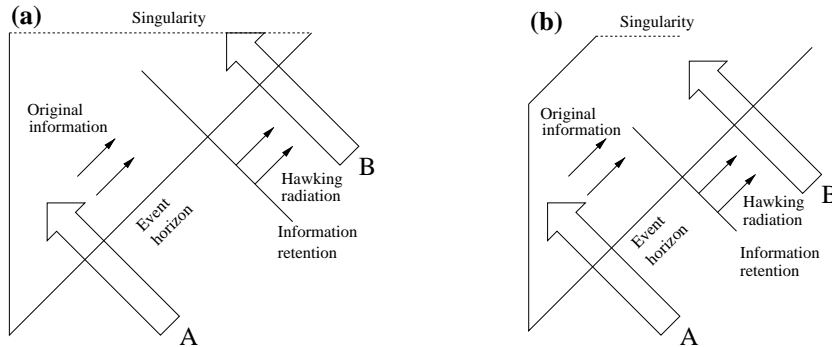 (a)
Singularity
Original
information
Event
horizon
Hawking
radiation
Information
retention
A
B
(b)
Singularity
Original
information
Event
horizon
Hawking
radiation
Information
retention
A
B